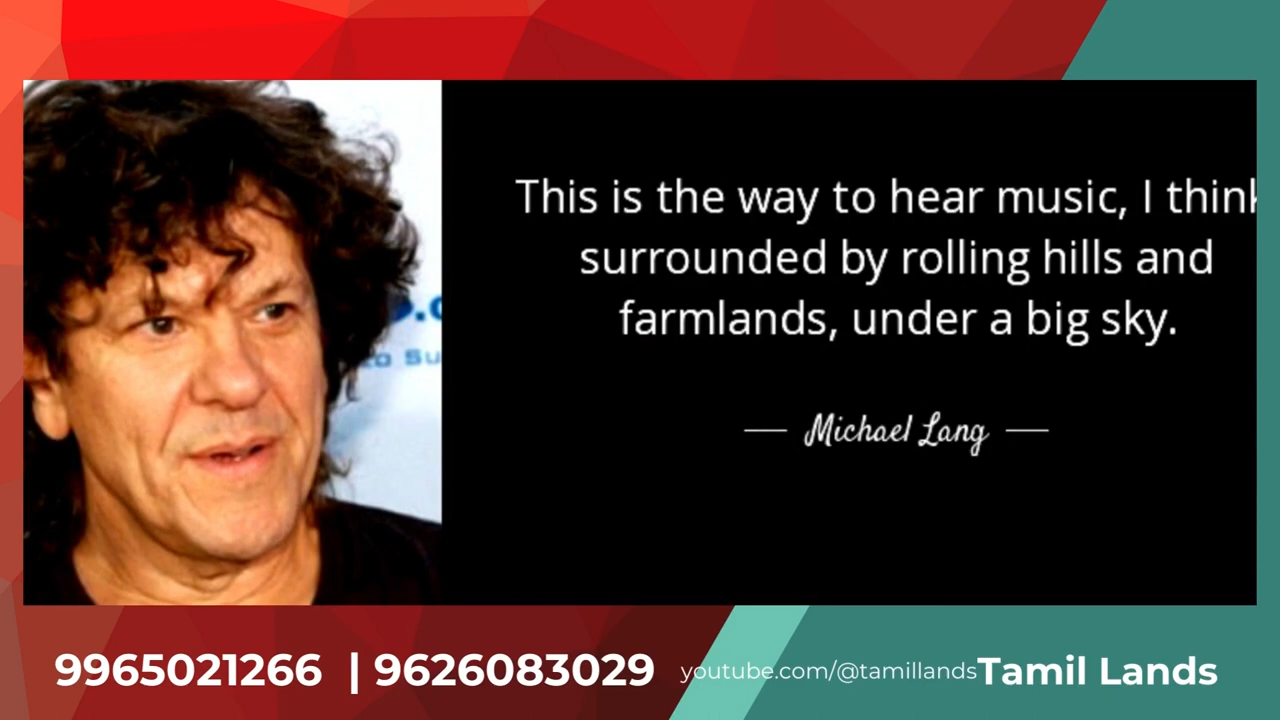 This is the way to hear music, I think
surrounded by rolling hills and
farmlands, under a big sky.
Michael Lang
9965021266 | 9626083029 youtube.com/@tamillands Tamil Lands